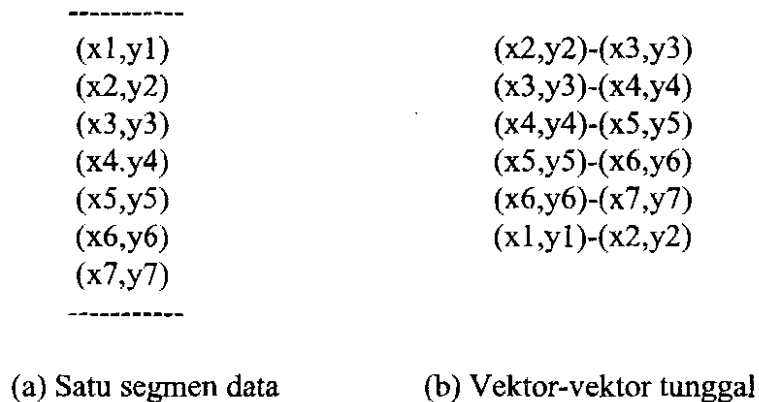 -----------
(x1,y1)
(x2,y2)
(x3,y3)
(x4.y4)
(x5,y5)
(x6,y6)
(x7,y7)
-----------
(a) Satu segmen data
(x2,y2)-(x3,y3)
(x3,y3)-(x4,y4)
(x4,y4)-(x5,y5)
(x5,y5)-(x6,y6)
(x6,y6)-(x7,y7)
(x1,y1)-(x2,y2)
(b) Vektor-vektor tunggal